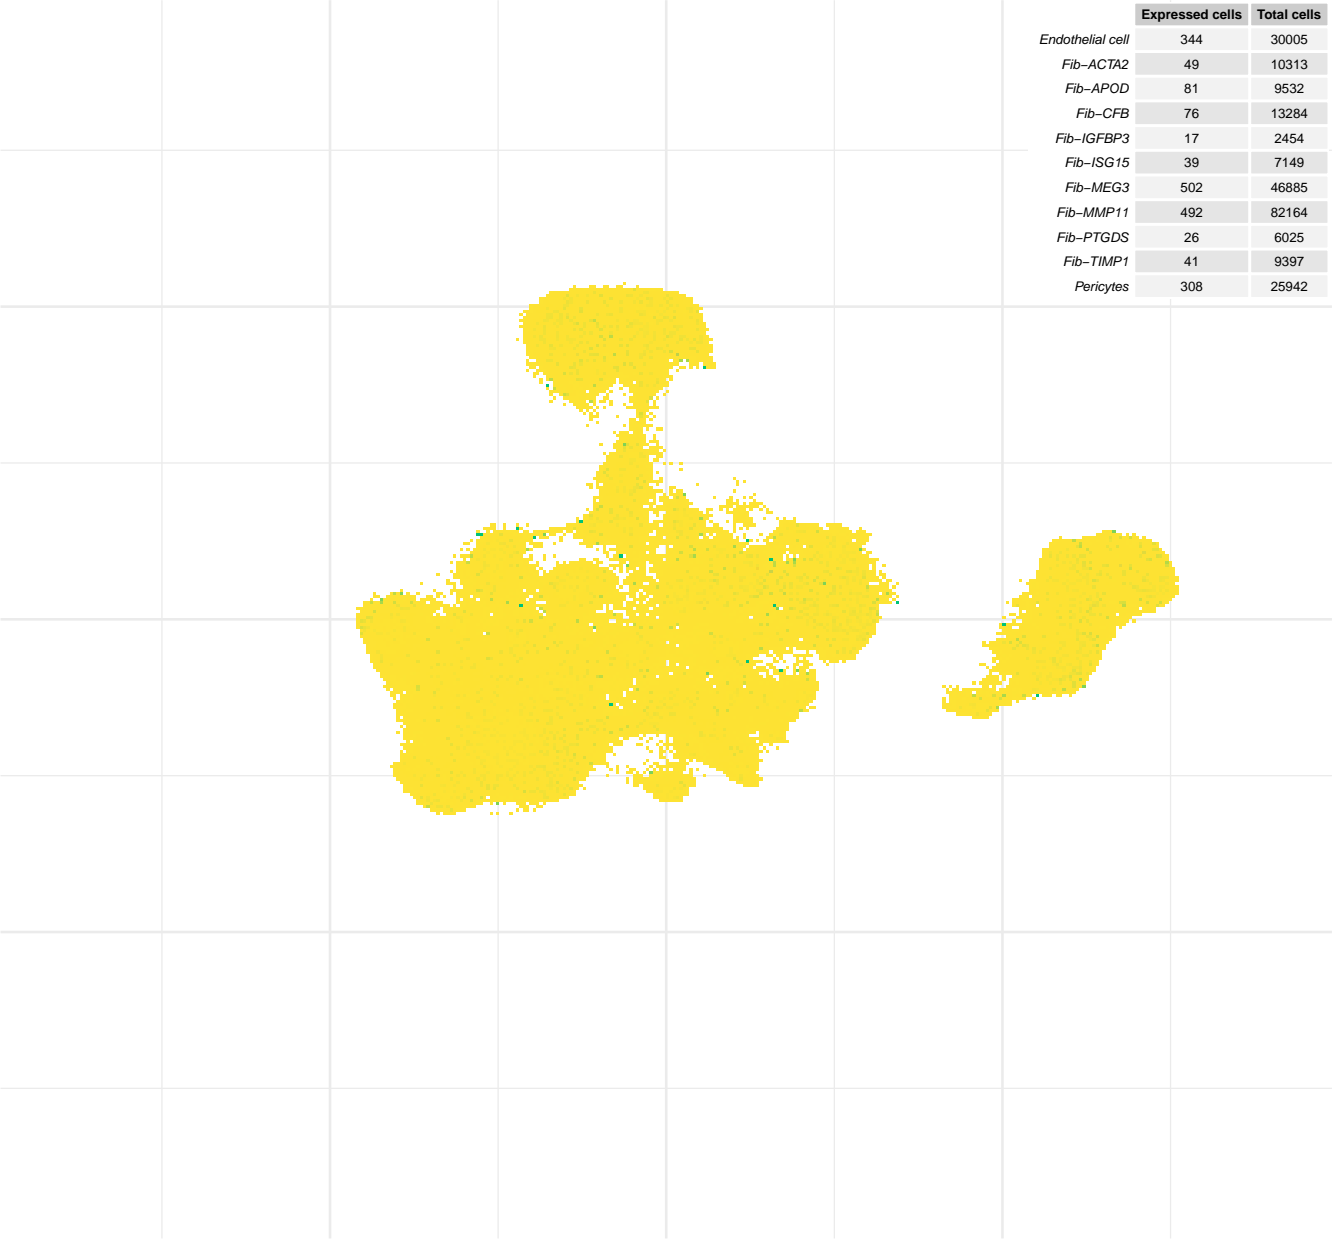 Expressed cells Total cells
Endothelial cell 344 30005
Fib−ACTA2 49 10313
Fib−APOD 81 9532
Fib−CFB 76 13284
Fib−IGFBP3 17 2454
Fib−ISG15 39 7149
Fib−MEG3 502 46885
Fib−MMP11 492 82164
Fib−PTGDS 26 6025
Fib−TIMP1 41 9397
Pericytes 308 25942